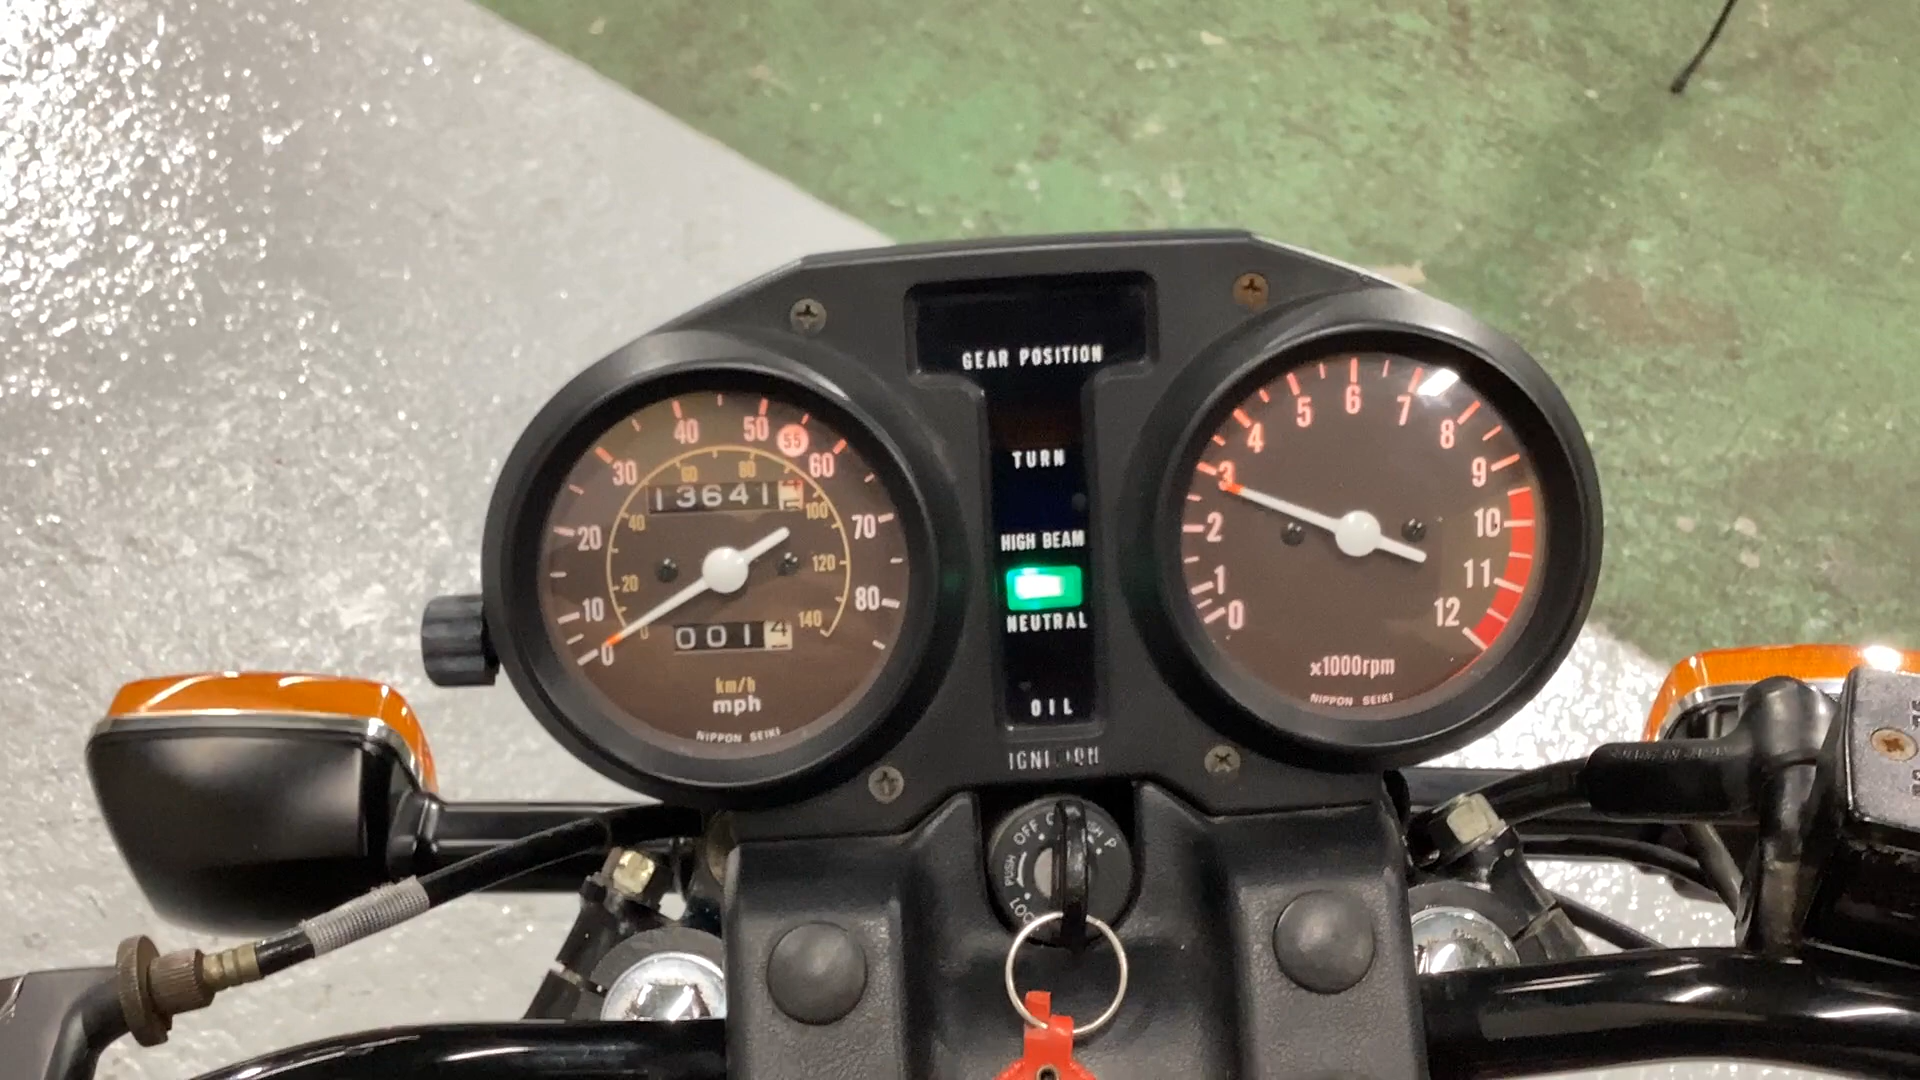 GEAR POSITION
TURN
HIGH BEAM
NEUTRAL
OIL
IGNITION
0 10 20 30 40 50 55 60 70 80
0 20 40 60 80 100 120 140
13641
001 4
km/h
mph
NIPPON SEIKI
0 1 2 3 4 5 6 7 8 9 10 11 12
x1000rpm
NIPPON SEIKI
OFF
P
PUSH